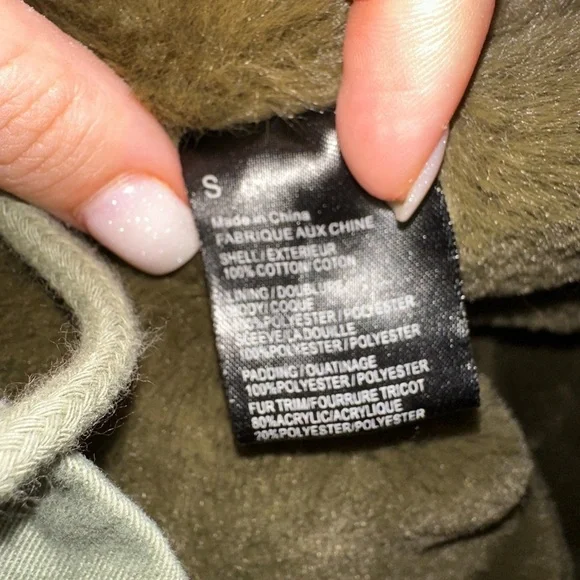 S
Made in China
FABRIQUE AUX CHINE
SHELL/EXTERIEUR
100%COTTON/COTON
LINING/DOUBLURE
BODY/COQUE
100%POLYESTER/POLYESTER
SLEEVE/LA DOUILLE
100%POLYESTER/POLYESTER
PADDING/OUATINAGE
100%POLYESTER/POLYESTER
FUR TRIM/FOURRURE TRICOT
80%ACRYLIC/ACRYLIQUE
20%POLYESTER/POLYESTER